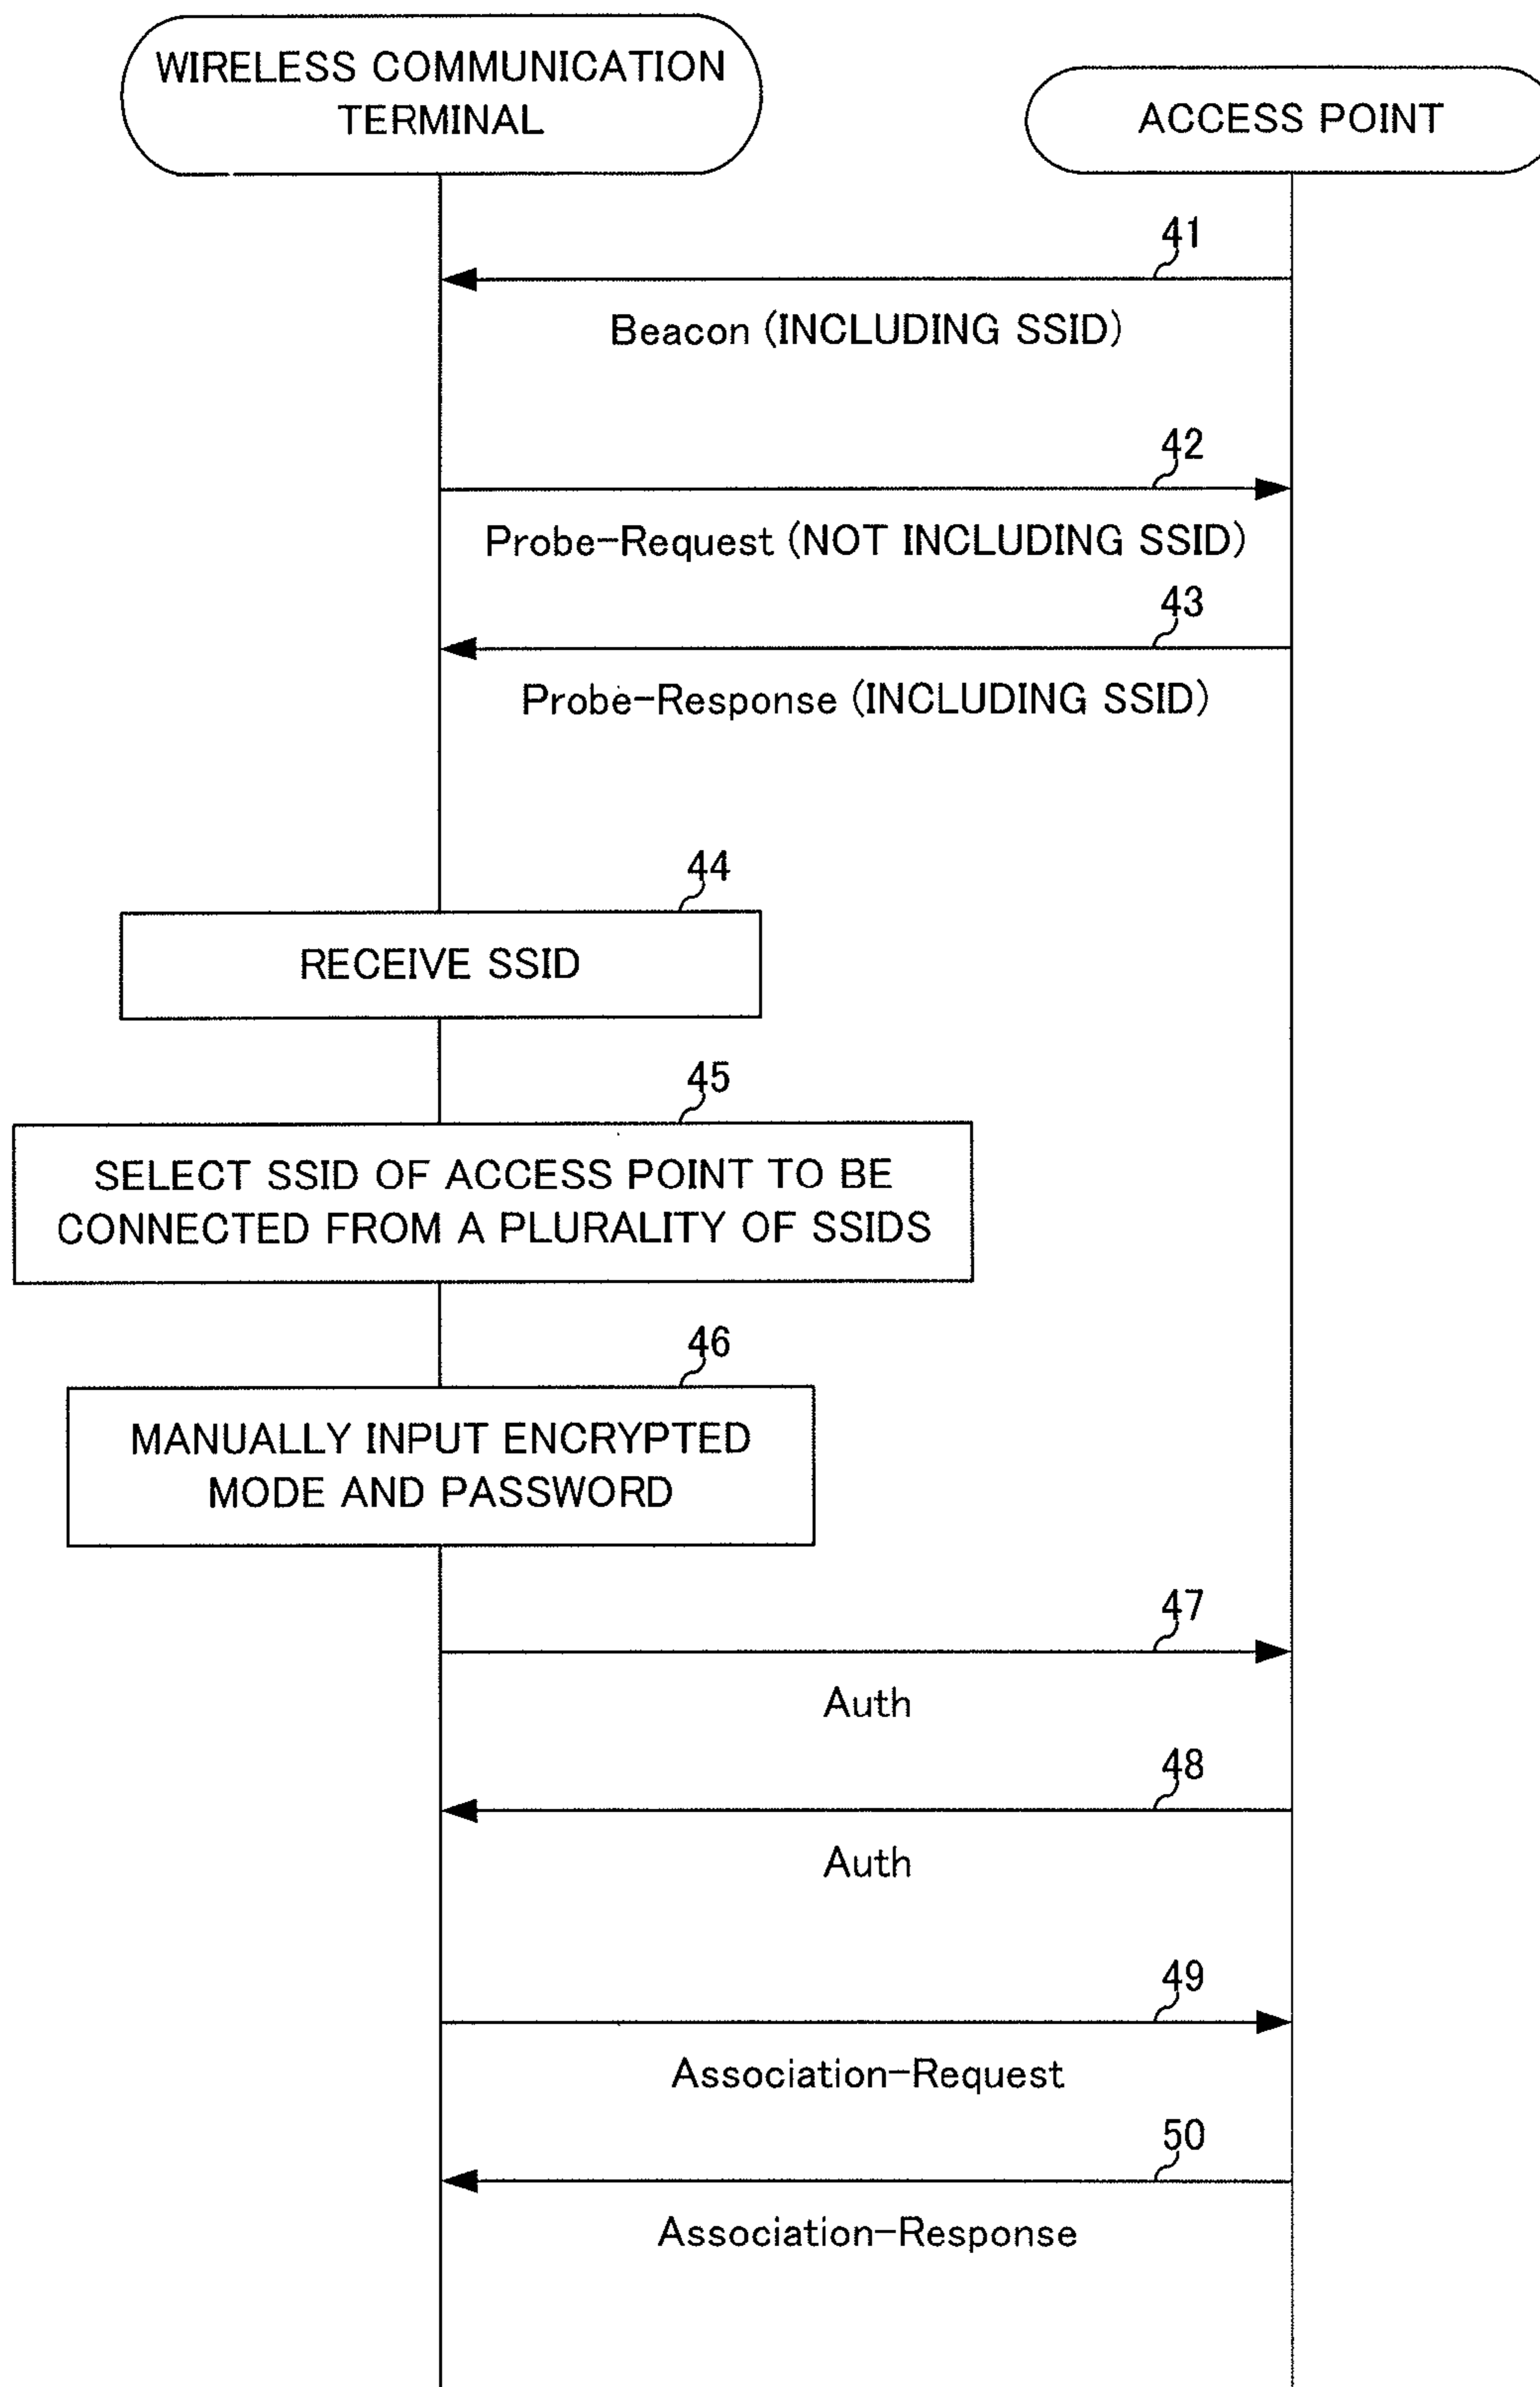 WIRELESS COMMUNICATION
TERMINAL
ACCESS POINT
41
Beacon (INCLUDING SSID)
42
Probe-Request (NOT INCLUDING SSID)
43
Probe-Response (INCLUDING SSID)
44
RECEIVE SSID
45
SELECT SSID OF ACCESS POINT TO BE
CONNECTED FROM A PLURALITY OF SSIDS
46
MANUALLY INPUT ENCRYPTED
MODE AND PASSWORD
47
Auth
48
Auth
49
Association-Request
50
Association-Response